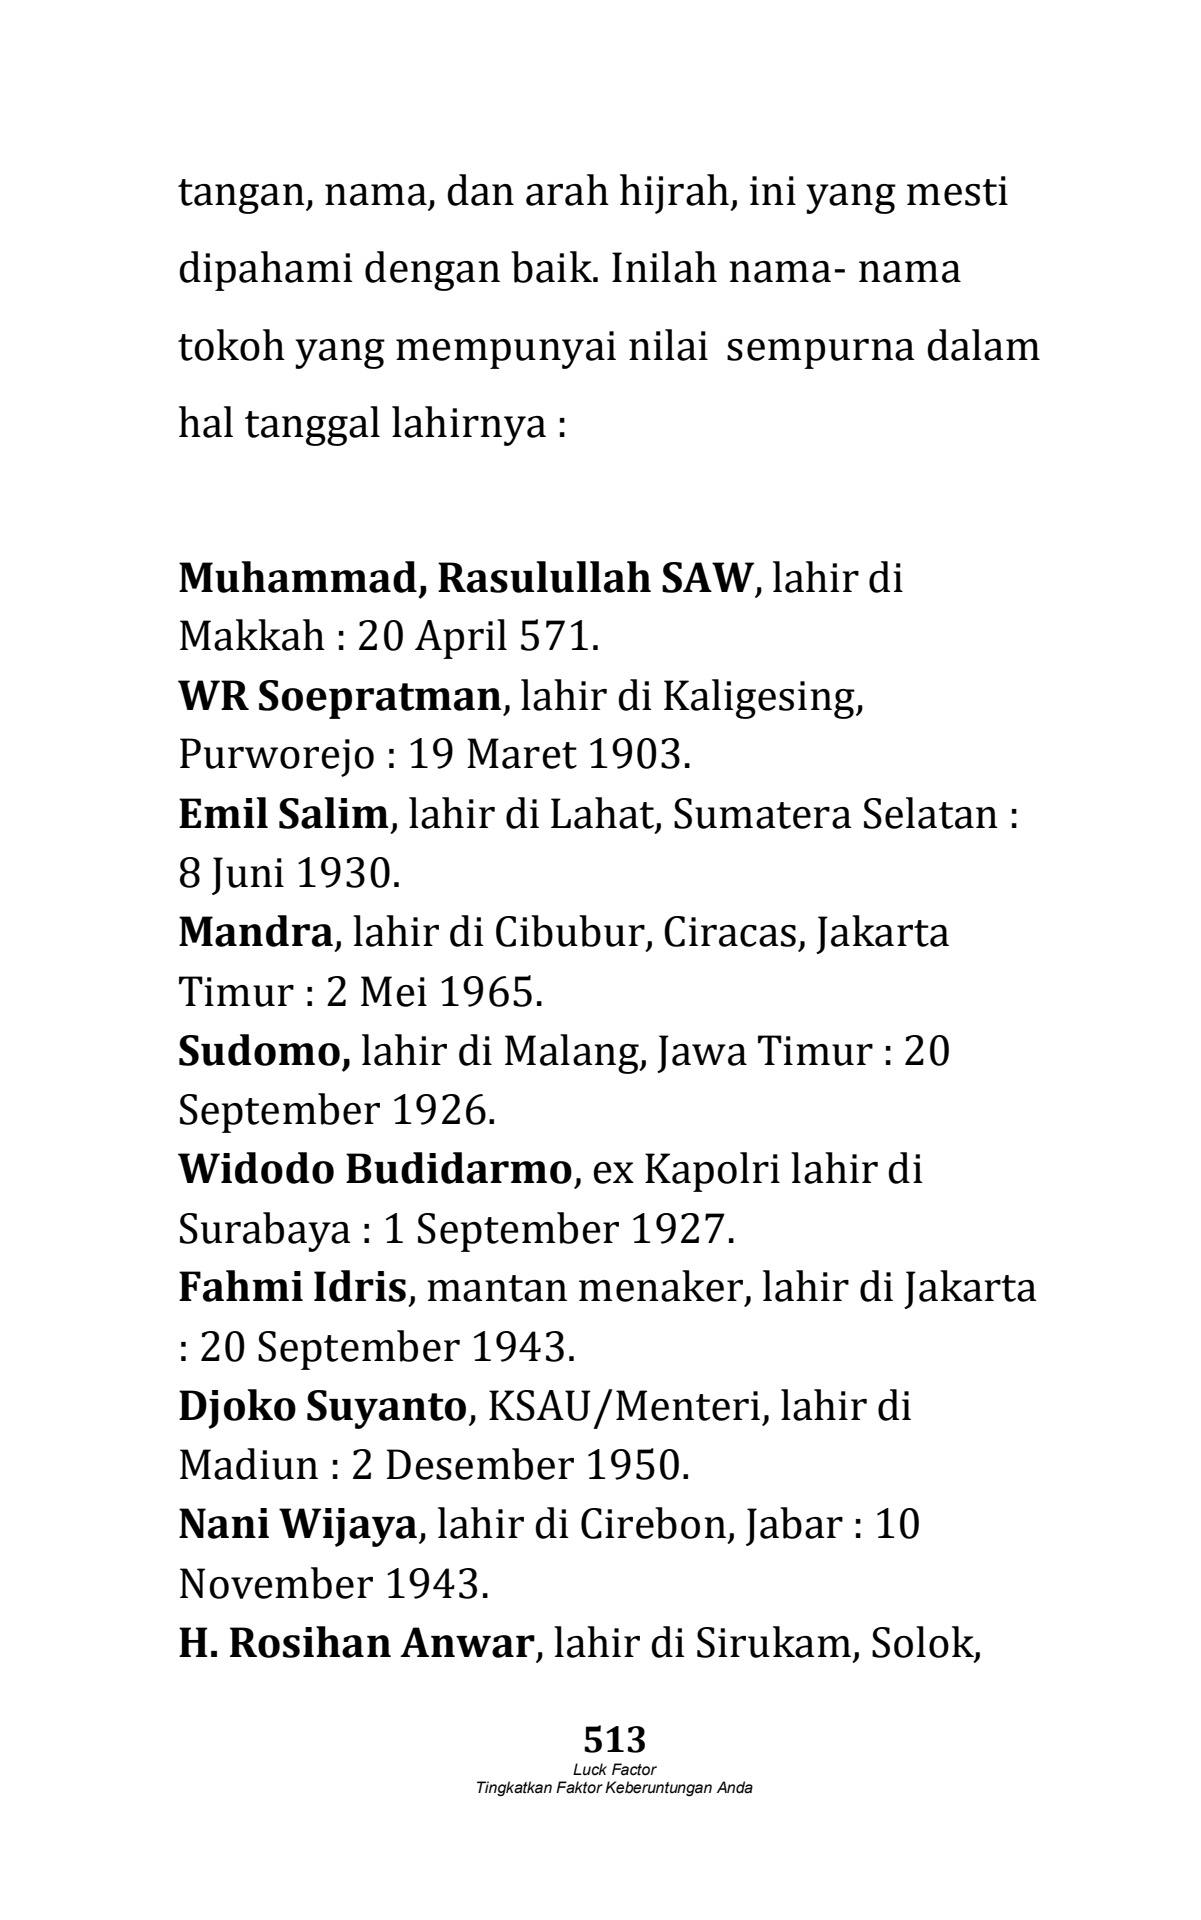 tangan, nama, dan arah hijrah, ini yang mesti
dipahami dengan baik. Inilah nama- nama
tokoh yang mempunyai nilai sempurna dalam
hal tanggal lahirnya :
Muhammad, Rasulullah SAW, lahir di
Makkah : 20 April 571.
WR Soepratman, lahir di Kaligesing,
Purworejo : 19 Maret 1903.
Emil Salim, lahir di Lahat, Sumatera Selatan :
8 Juni 1930.
Mandra, lahir di Cibubur, Ciracas, Jakarta
Timur : 2 Mei 1965.
Sudomo, lahir di Malang, Jawa Timur : 20
September 1926.
Widodo Budidarmo, ex Kapolri lahir di
Surabaya : 1 September 1927.
Fahmi Idris, mantan menaker, lahir di Jakarta
: 20 September 1943.
Djoko Suyanto, KSAU/Menteri, lahir di
Madiun : 2 Desember 1950.
Nani Wijaya, lahir di Cirebon, Jabar : 10
November 1943.
H. Rosihan Anwar, lahir di Sirukam, Solok,
513
Luck Factor
Tingkatkan Faktor Keberuntungan Anda